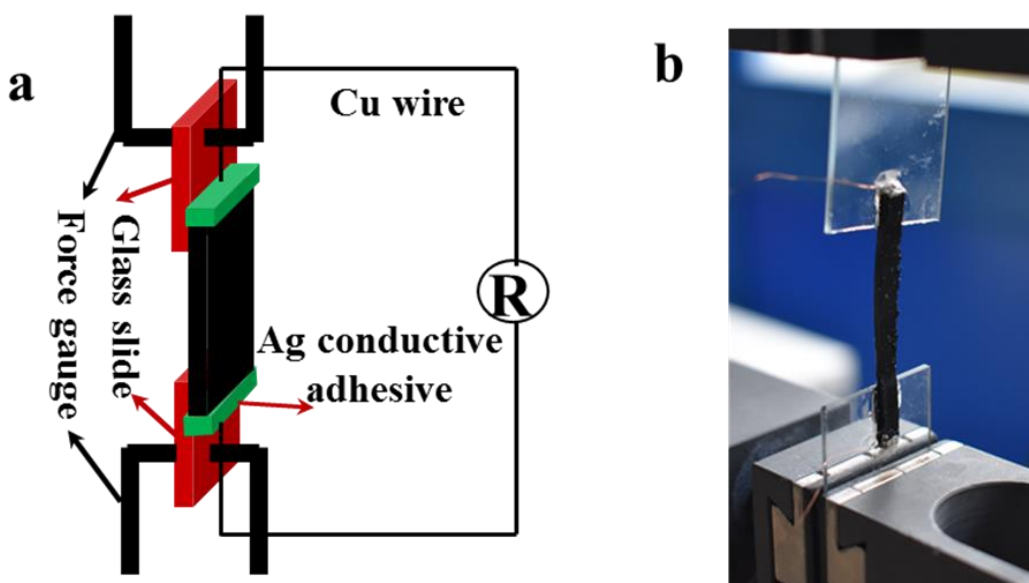 a
Cu wire
Force gauge
Glass slide
R
Ag conductive
adhesive
b